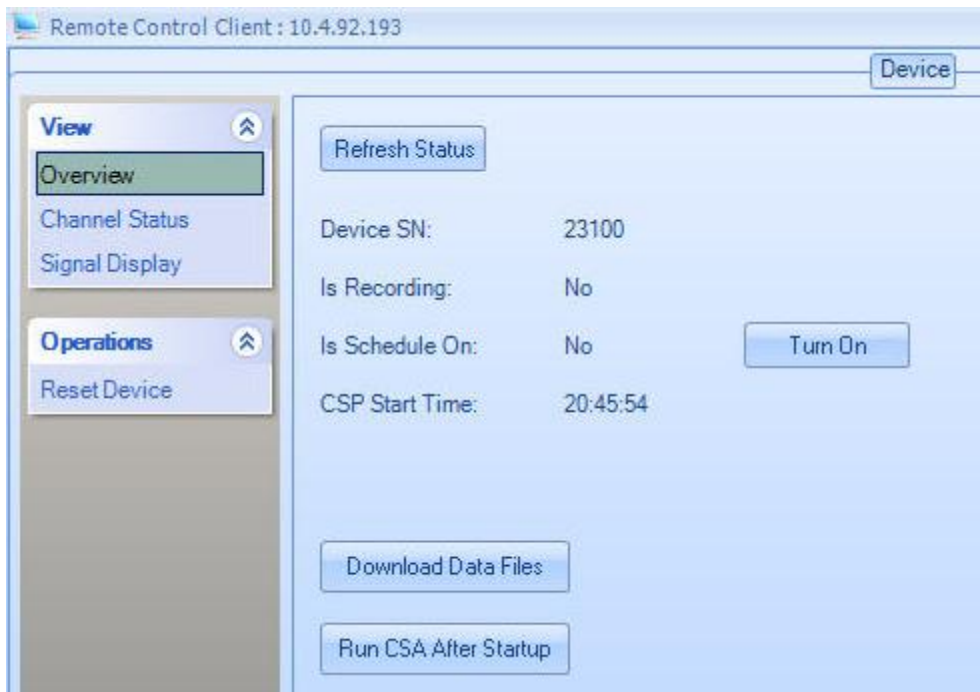 Remote Control Client : 10.4.92.193
Device
View
Overview
Channel Status
Signal Display
Operations
Reset Device
Refresh Status
Device SN: 23100
Is Recording: No
Is Schedule On: No Turn On
CSP Start Time: 20:45:54
Download Data Files
Run CSA After Startup